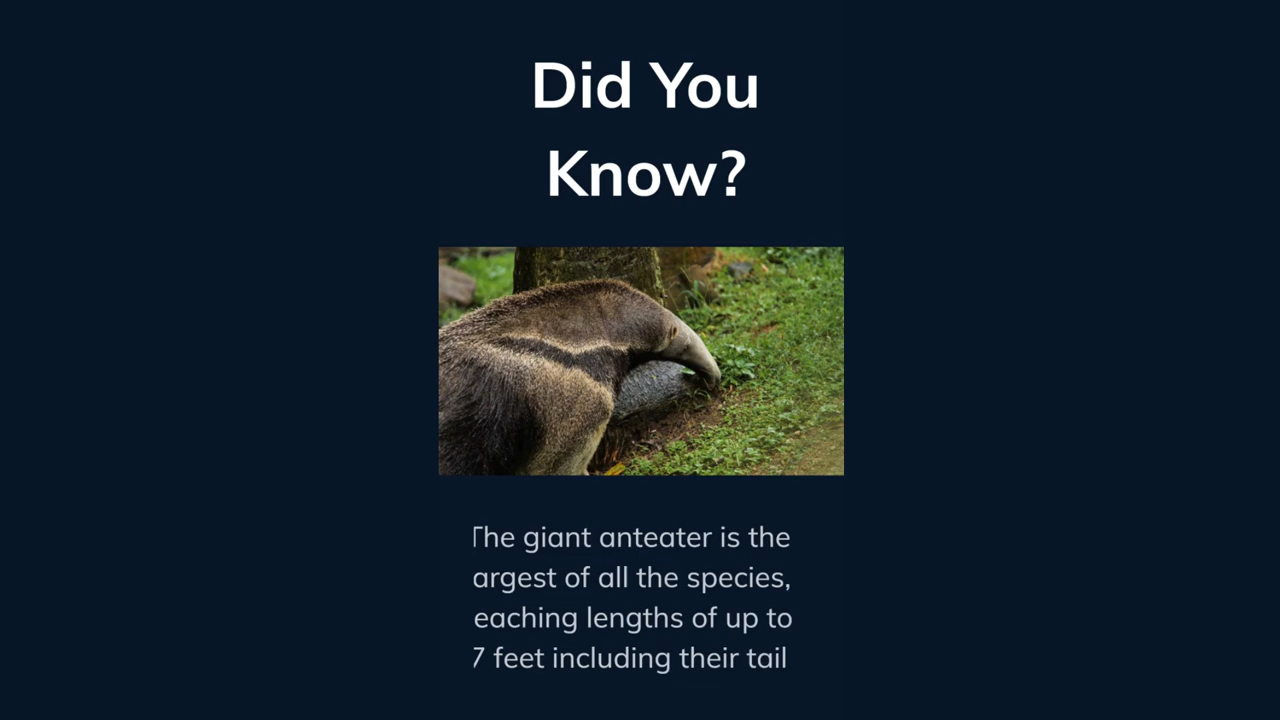 Did You
Know?
The giant anteater is the
argest of all the species,
eaching lengths of up to
7 feet including their tail